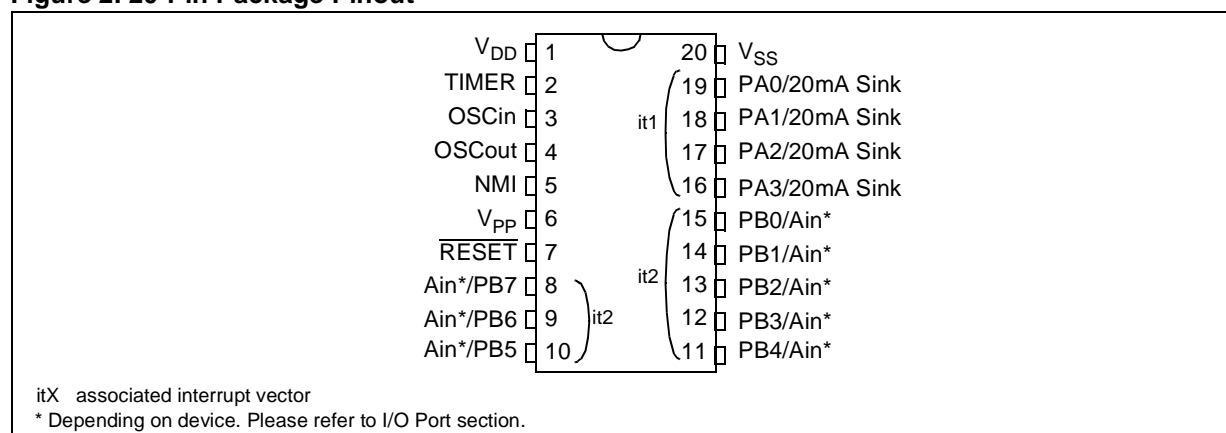 Figure 2. 20-Pin Package Pinout
VDD 1 20 VSS
TIMER 2 19 PA0/20mA Sink
OSCin 3 it1 18 PA1/20mA Sink
OSCout 4 17 PA2/20mA Sink
NMI 5 16 PA3/20mA Sink
VPP 6 15 PB0/Ain*
RESET 7 14 PB1/Ain*
Ain*/PB7 8 it2 13 PB2/Ain*
Ain*/PB6 9 it2 12 PB3/Ain*
Ain*/PB5 10 11 PB4/Ain*
itX associated interrupt vector
* Depending on device. Please refer to I/O Port section.